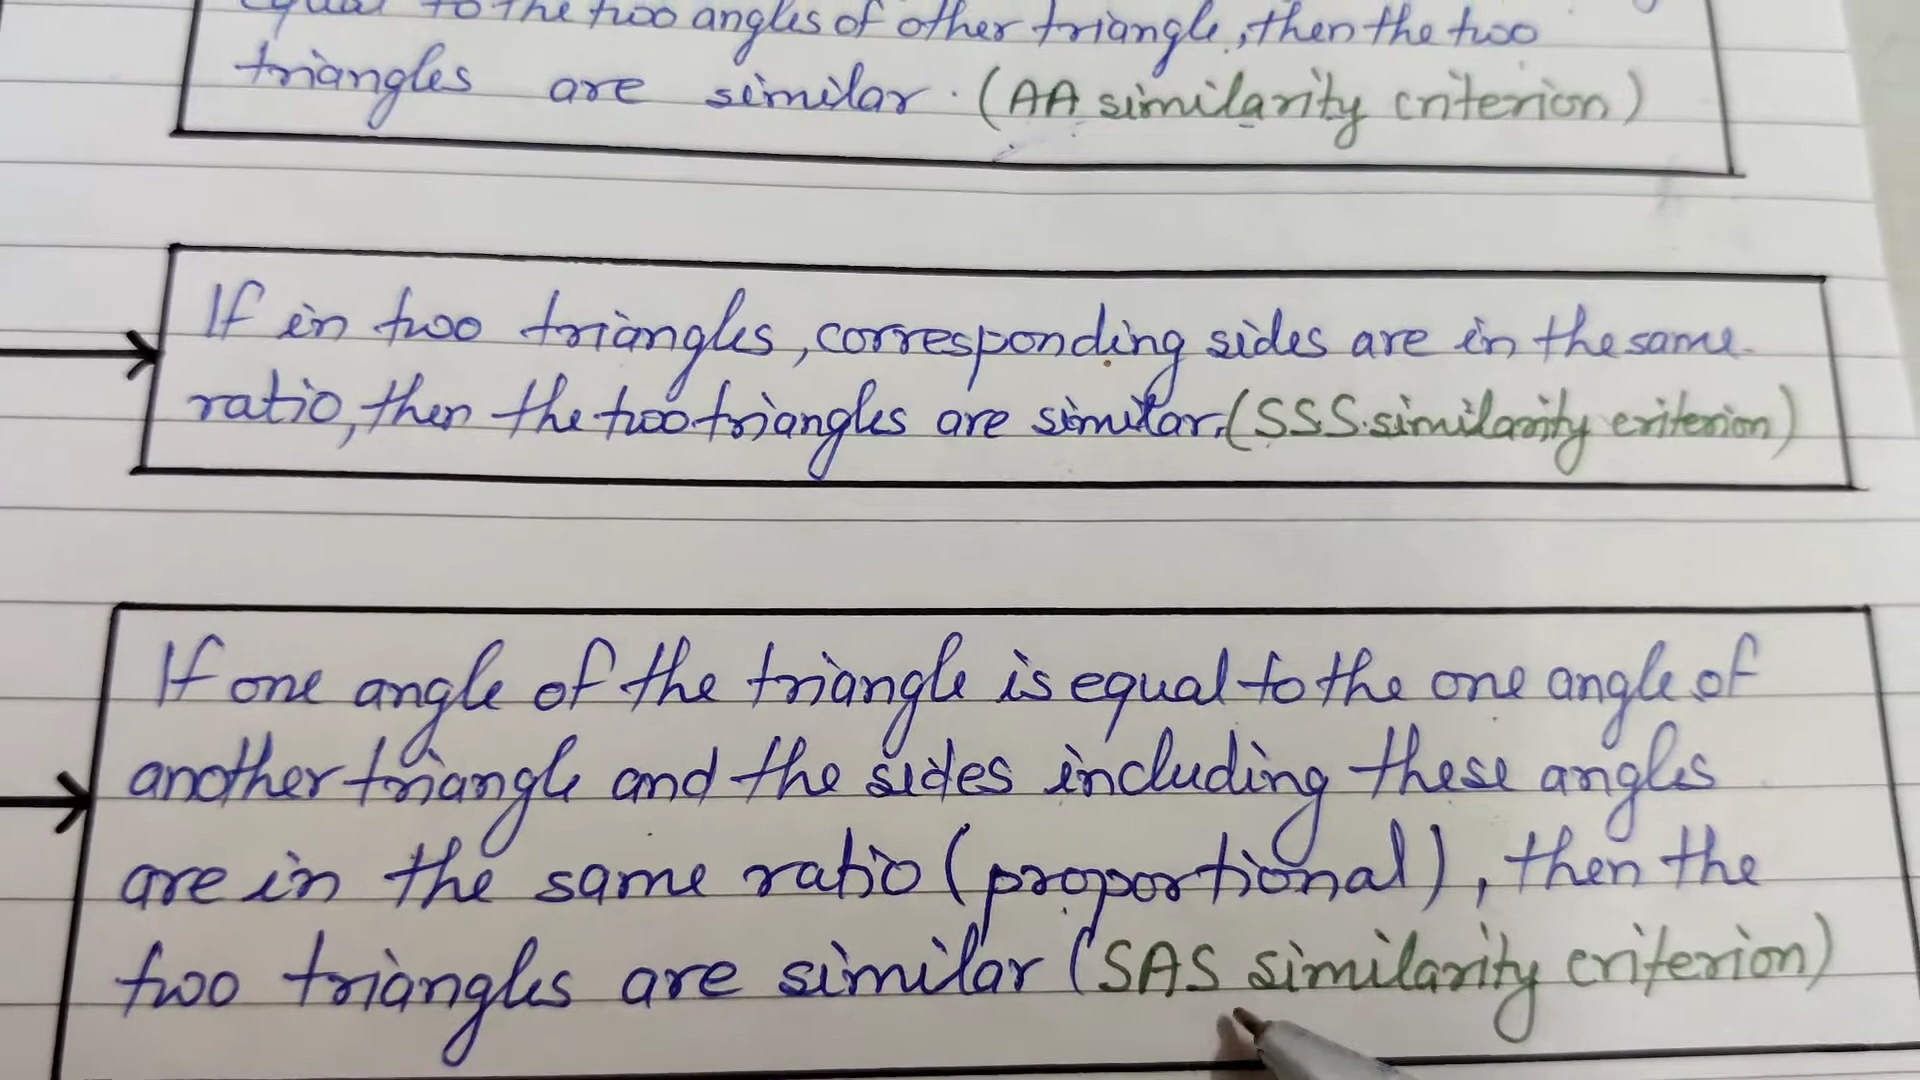 equal to the two angles of other triangle, then the two
triangles are similar. (AA similarity criterion)
If in two triangles, corresponding sides are in the same
ratio, then the two triangles are similar. (SSS similarity criterion)
If one angle of the triangle is equal to the one angle of
another triangle and the sides including these angles
are in the same ratio (proportional), then the
two triangles are similar (SAS similarity criterion)